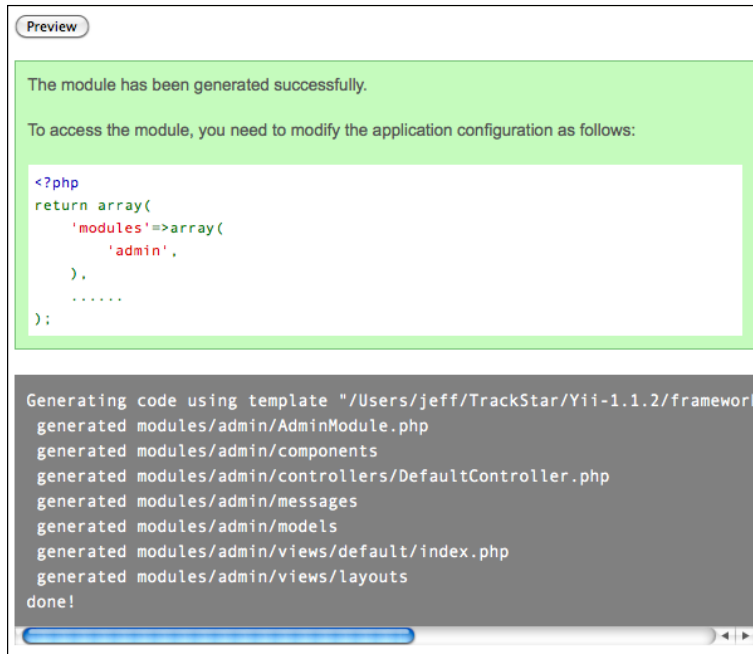 Preview
The module has been generated successfully.
To access the module, you need to modify the application configuration as follows:
<?php
return array(
    'modules'=>array(
        'admin',
    ),
    ......
);
Generating code using template "/Users/jeff/TrackStar/Yii-1.1.2/framework
 generated modules/admin/AdminModule.php
 generated modules/admin/components
 generated modules/admin/controllers/DefaultController.php
 generated modules/admin/messages
 generated modules/admin/models
 generated modules/admin/views/default/index.php
 generated modules/admin/views/layouts
done!